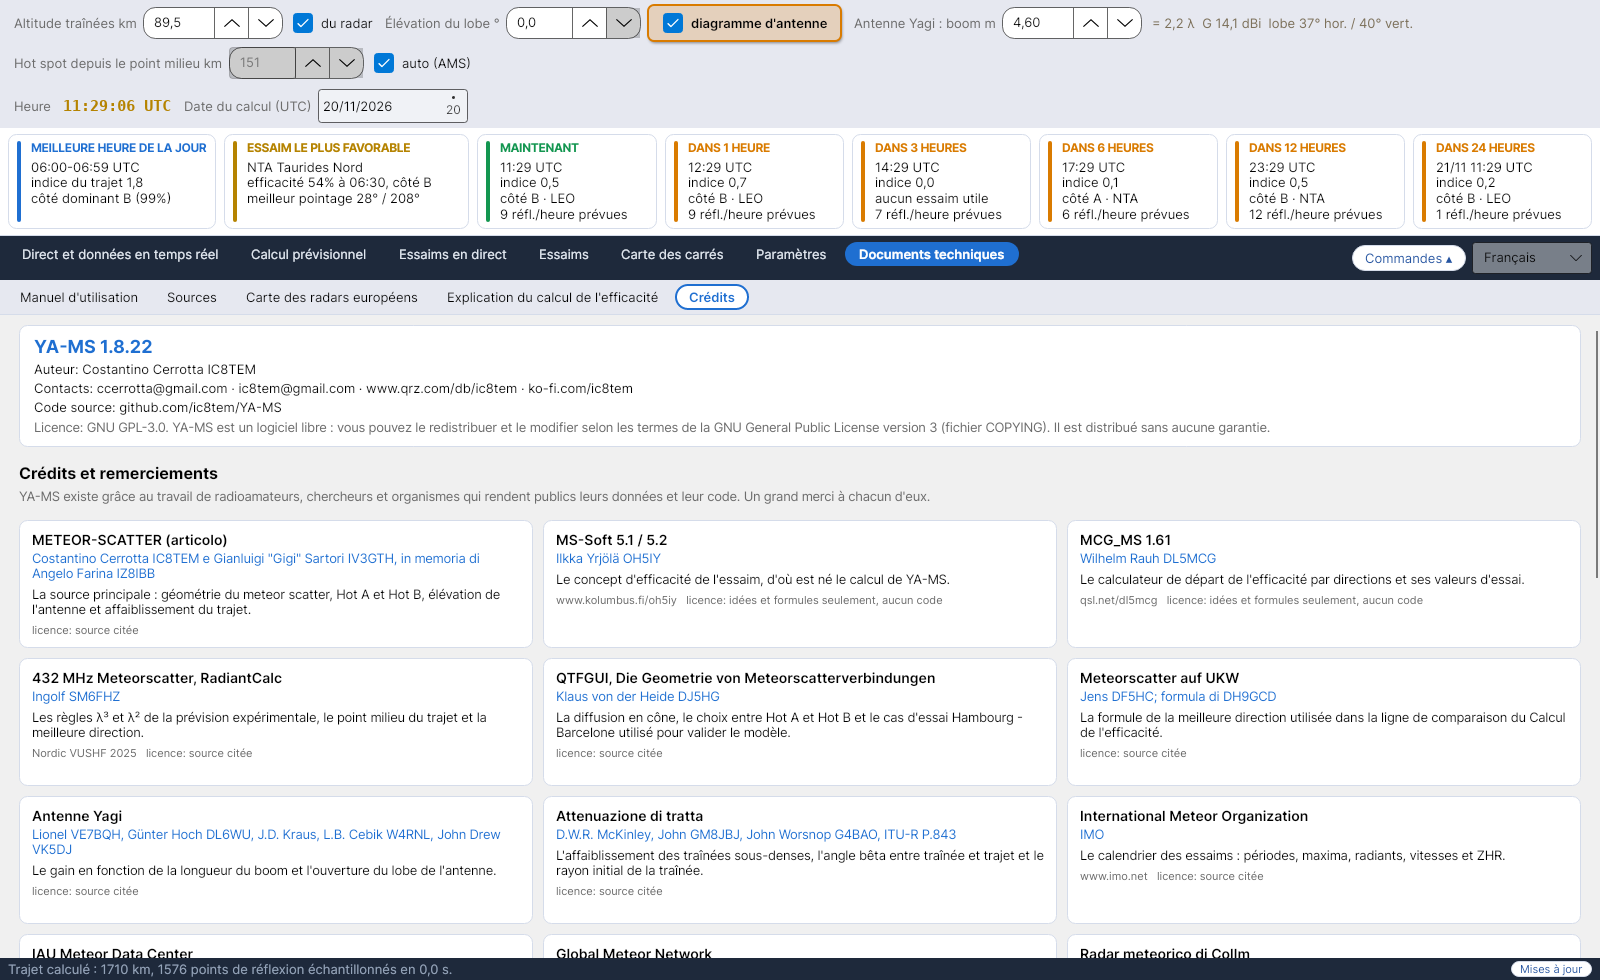 Altitude traînées km 89,5 du radar Élévation du lobe ° 0,0 diagramme d'antenne Antenne Yagi : boom m 4,60 = 2,2 λ G 14,1 dBi lobe 37° hor. / 40° vert.
Hot spot depuis le point milieu km 151 auto (AMS)
Heure 11:29:06 UTC Date du calcul (UTC) 20/11/2026 20
MEILLEURE HEURE DE LA JOUR
06:00-06:59 UTC
indice du trajet 1,8
côté dominant B (99%)
ESSAIM LE PLUS FAVORABLE
NTA Taurides Nord
efficacité 54% à 06:30, côté B
meilleur pointage 28° / 208°
MAINTENANT
11:29 UTC
indice 0,5
côté B · LEO
9 réfl./heure prévues
DANS 1 HEURE
12:29 UTC
indice 0,7
côté B · LEO
9 réfl./heure prévues
DANS 3 HEURES
14:29 UTC
indice 0,0
aucun essaim utile
7 réfl./heure prévues
DANS 6 HEURES
17:29 UTC
indice 0,1
côté A · NTA
6 réfl./heure prévues
DANS 12 HEURES
23:29 UTC
indice 0,5
côté B · NTA
12 réfl./heure prévues
DANS 24 HEURES
21/11 11:29 UTC
indice 0,2
côté B · LEO
1 réfl./heure prévues
Direct et données en temps réel Calcul prévisionnel Essaims en direct Essaims Carte des carrés Paramètres Documents techniques Commandes ▴ Français
Manuel d'utilisation Sources Carte des radars européens Explication du calcul de l'efficacité Crédits
YA-MS 1.8.22
Auteur: Costantino Cerrotta IC8TEM
Contacts: ccerrotta@gmail.com · ic8tem@gmail.com · www.qrz.com/db/ic8tem · ko-fi.com/ic8tem
Code source: github.com/ic8tem/YA-MS
Licence: GNU GPL-3.0. YA-MS est un logiciel libre : vous pouvez le redistribuer et le modifier selon les termes de la GNU General Public License version 3 (fichier COPYING). Il est distribué sans aucune garantie.
Crédits et remerciements
YA-MS existe grâce au travail de radioamateurs, chercheurs et organismes qui rendent publics leurs données et leur code. Un grand merci à chacun d'eux.
METEOR-SCATTER (articolo)
Costantino Cerrotta IC8TEM e Gianluigi "Gigi" Sartori IV3GTH, in memoria di
Angelo Farina IZ8IBB
La source principale : géométrie du meteor scatter, Hot A et Hot B, élévation de
l'antenne et affaiblissement du trajet.
licence: source citée
MS-Soft 5.1 / 5.2
Ilkka Yrjölä OH5IY
Le concept d'efficacité de l'essaim, d'où est né le calcul de YA-MS.
www.kolumbus.fi/oh5iy licence: idées et formules seulement, aucun code
MCG_MS 1.61
Wilhelm Rauh DL5MCG
Le calculateur de départ de l'efficacité par directions et ses valeurs d'essai.
qsl.net/dl5mcg licence: idées et formules seulement, aucun code
432 MHz Meteorscatter, RadiantCalc
Ingolf SM6FHZ
Les règles λ³ et λ² de la prévision expérimentale, le point milieu du trajet et la
meilleure direction.
Nordic VUSHF 2025 licence: source citée
QTFGUI, Die Geometrie von Meteorscatterverbindungen
Klaus von der Heide DJ5HG
La diffusion en cône, le choix entre Hot A et Hot B et le cas d'essai Hambourg -
Barcelone utilisé pour valider le modèle.
licence: source citée
Meteorscatter auf UKW
Jens DF5HC; formula di DH9GCD
La formule de la meilleure direction utilisée dans la ligne de comparaison du Calcul
de l'efficacité.
licence: source citée
Antenne Yagi
Lionel VE7BQH, Günter Hoch DL6WU, J.D. Kraus, L.B. Cebik W4RNL, John Drew
VK5DJ
Le gain en fonction de la longueur du boom et l'ouverture du lobe de l'antenne.
licence: source citée
Attenuazione di tratta
D.W.R. McKinley, John GM8JBJ, John Worsnop G4BAO, ITU-R P.843
L'affaiblissement des traînées sous-denses, l'angle bêta entre traînée et trajet et le
rayon initial de la traînée.
licence: source citée
International Meteor Organization
IMO
Le calendrier des essaims : périodes, maxima, radiants, vitesses et ZHR.
www.imo.net licence: source citée
IAU Meteor Data Center
Global Meteor Network
Radar meteorico di Collm
Trajet calculé : 1710 km, 1576 points de réflexion échantillonnés en 0,0 s.
Mises à jour